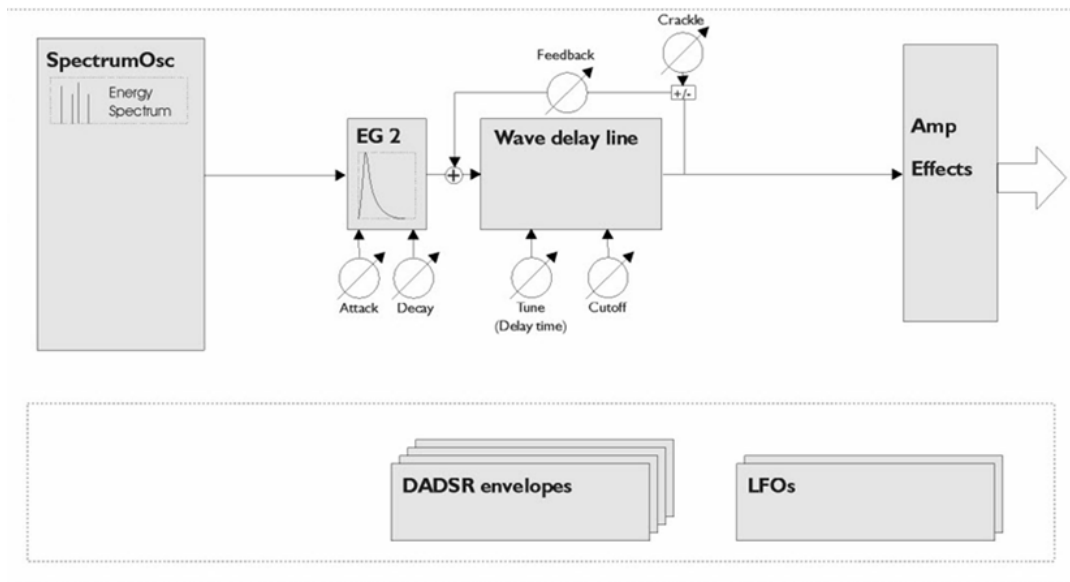 Crackle
SpectrumOsc
Energy
Spectrum
Feedback
+/-
EG 2
Wave delay line
Amp
Effects
+
Attack
Decay
Tune
(Delay time)
Cutoff
DADSR envelopes
LFOs